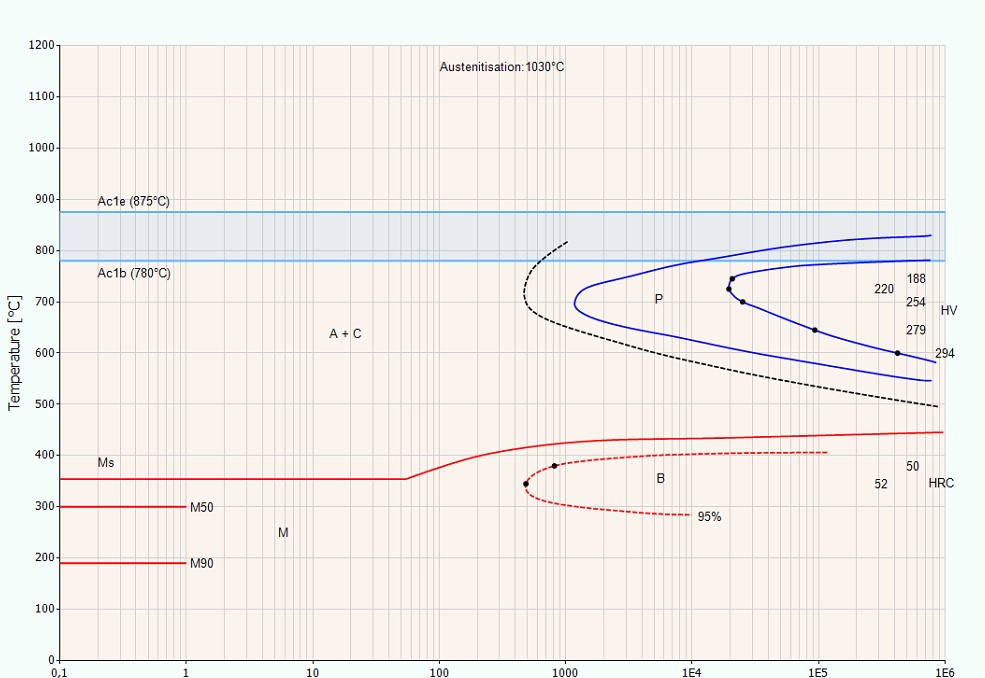 1200
Austenitisation:1030°C
1100
1000
900
Ac1e (875°C)
800
Ac1b (780°C)
188
220
700
P
254
HV
A + C
279
600
294
500
Temperature [°C]
400
Ms
50
B
52
HRC
300
M50
95%
M
200
M90
100
0
0,1 1 10 100 1000 1E4 1E5 1E6